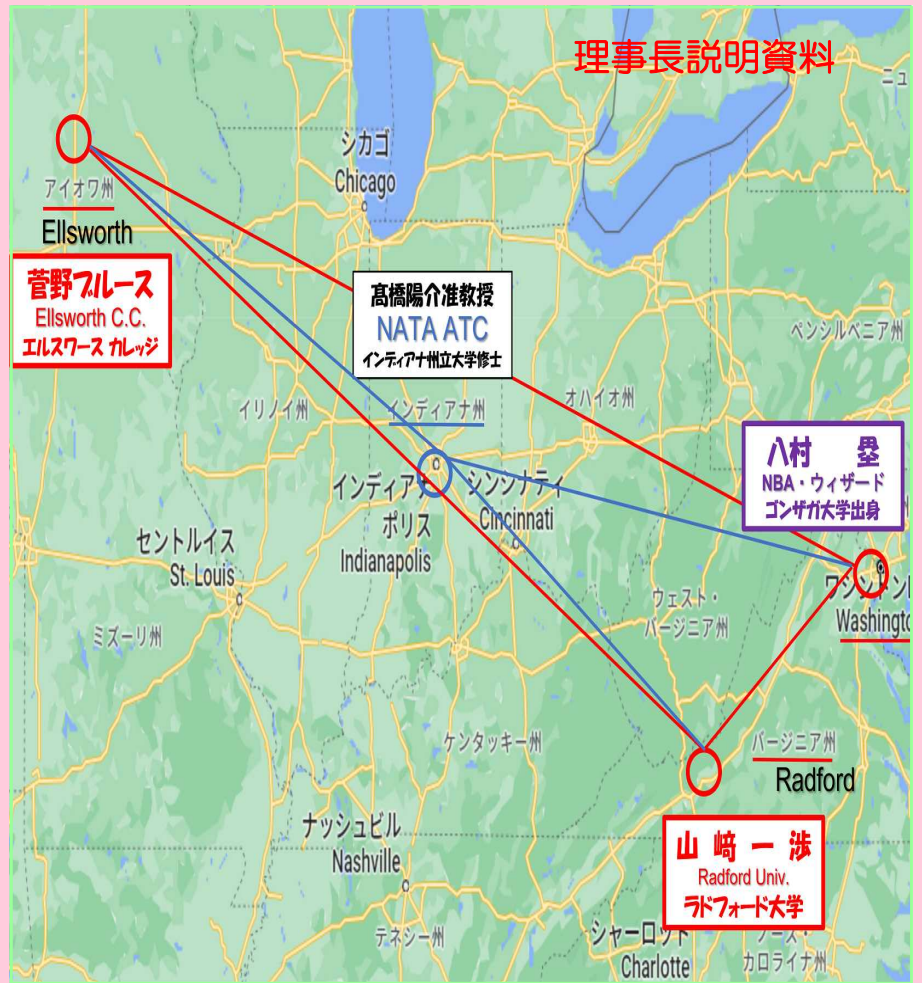 理事長説明資料
ニュ
シカゴ
Chicago
アイオワ州
Ellsworth
菅野ブルース
Ellsworth C.C.
エルスワース カレッジ
髙橋陽介准教授
NATA ATC
インディアナ州立大学修士
ペンシルベニア州
イリノイ州
インディアナ州
オハイオ州
八村 塁
NBA・ウィザード
ゴンザガ大学出身
インディアナ
ポリス
Indianapolis
シンシナティ
Cincinnati
セントルイス
St. Louis
ワシントン
Washingto
ウェスト・
バージニア州
ミズーリ州
ケンタッキー州
バージニア州
Radford
ナッシュビル
Nashville
山﨑一渉
Radford Univ.
ラドフォード大学
テネシー州
シャーロット
Charlotte
ノース・
カロライナ州